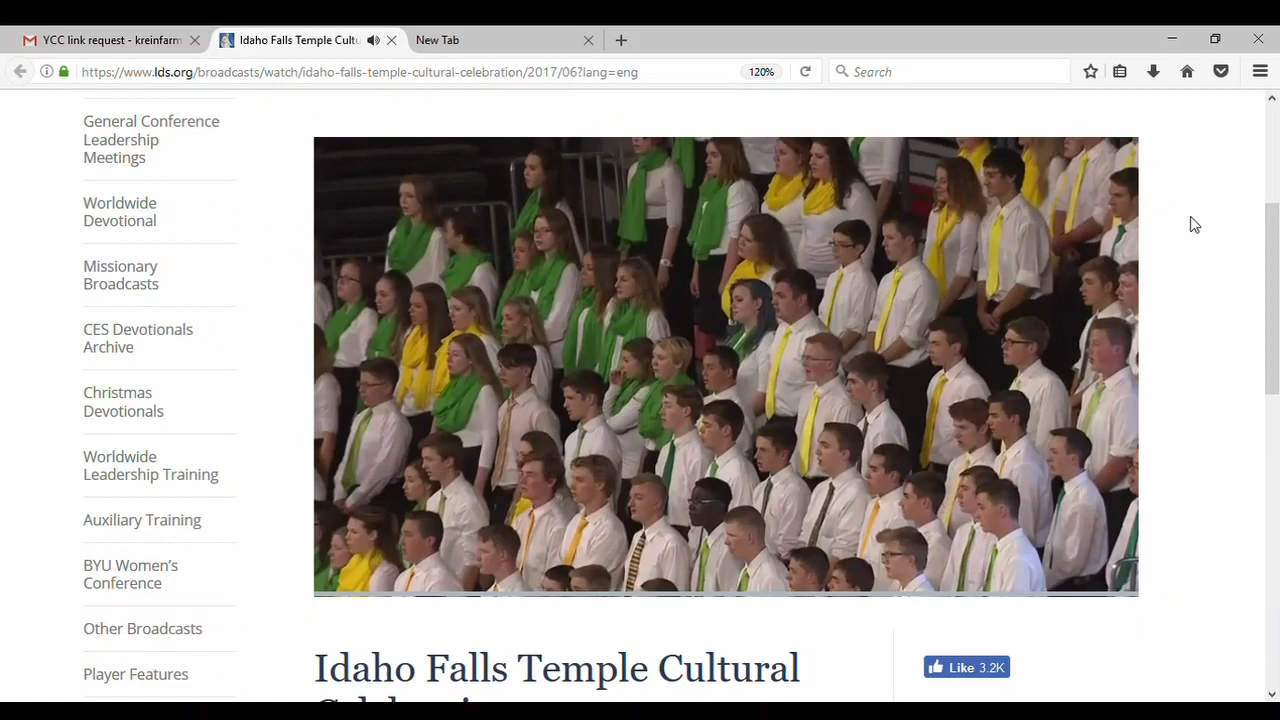 YCC link request - kreinfarm
Idaho Falls Temple Cultu
New Tab
https://www.lds.org/broadcasts/watch/idaho-falls-temple-cultural-celebration/2017/06?lang=eng
120%
Search
General Conference
Leadership
Meetings
Worldwide
Devotional
Missionary
Broadcasts
CES Devotionals
Archive
Christmas
Devotionals
Worldwide
Leadership Training
Auxiliary Training
BYU Women's
Conference
Other Broadcasts
Player Features
Idaho Falls Temple Cultural
Like 3.2K